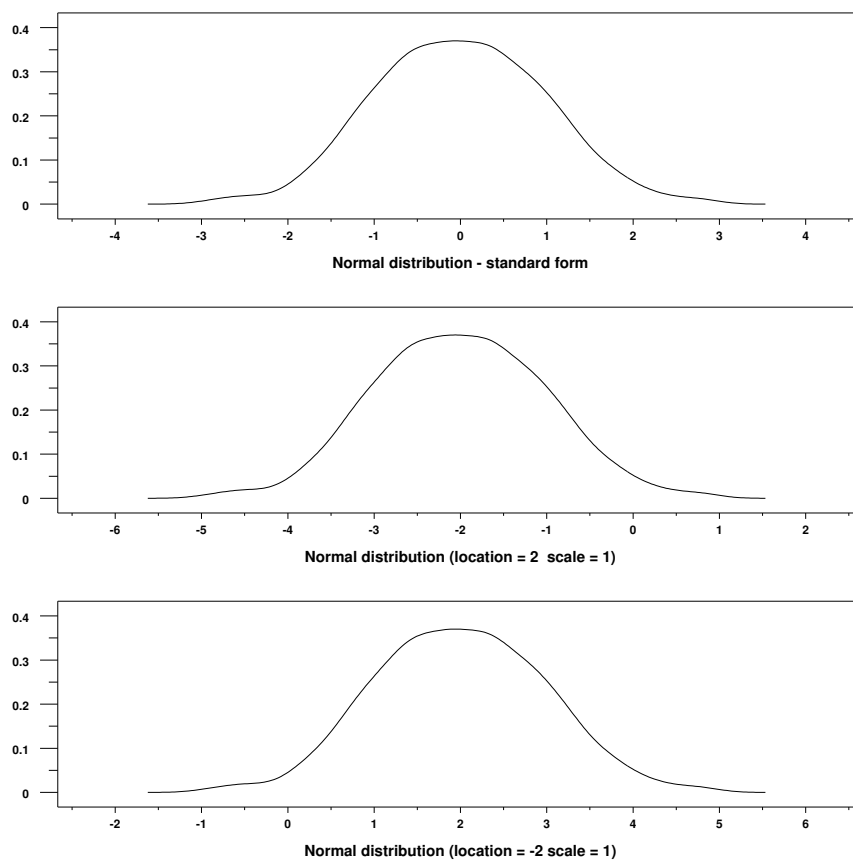 0.4
0.3
0.2
0.1
0
-4 -3 -2 -1 0 1 2 3 4
Normal distribution - standard form
0.4
0.3
0.2
0.1
0
-6 -5 -4 -3 -2 -1 0 1 2
Normal distribution (location = 2 scale = 1)
0.4
0.3
0.2
0.1
0
-2 -1 0 1 2 3 4 5 6
Normal distribution (location = -2 scale = 1)